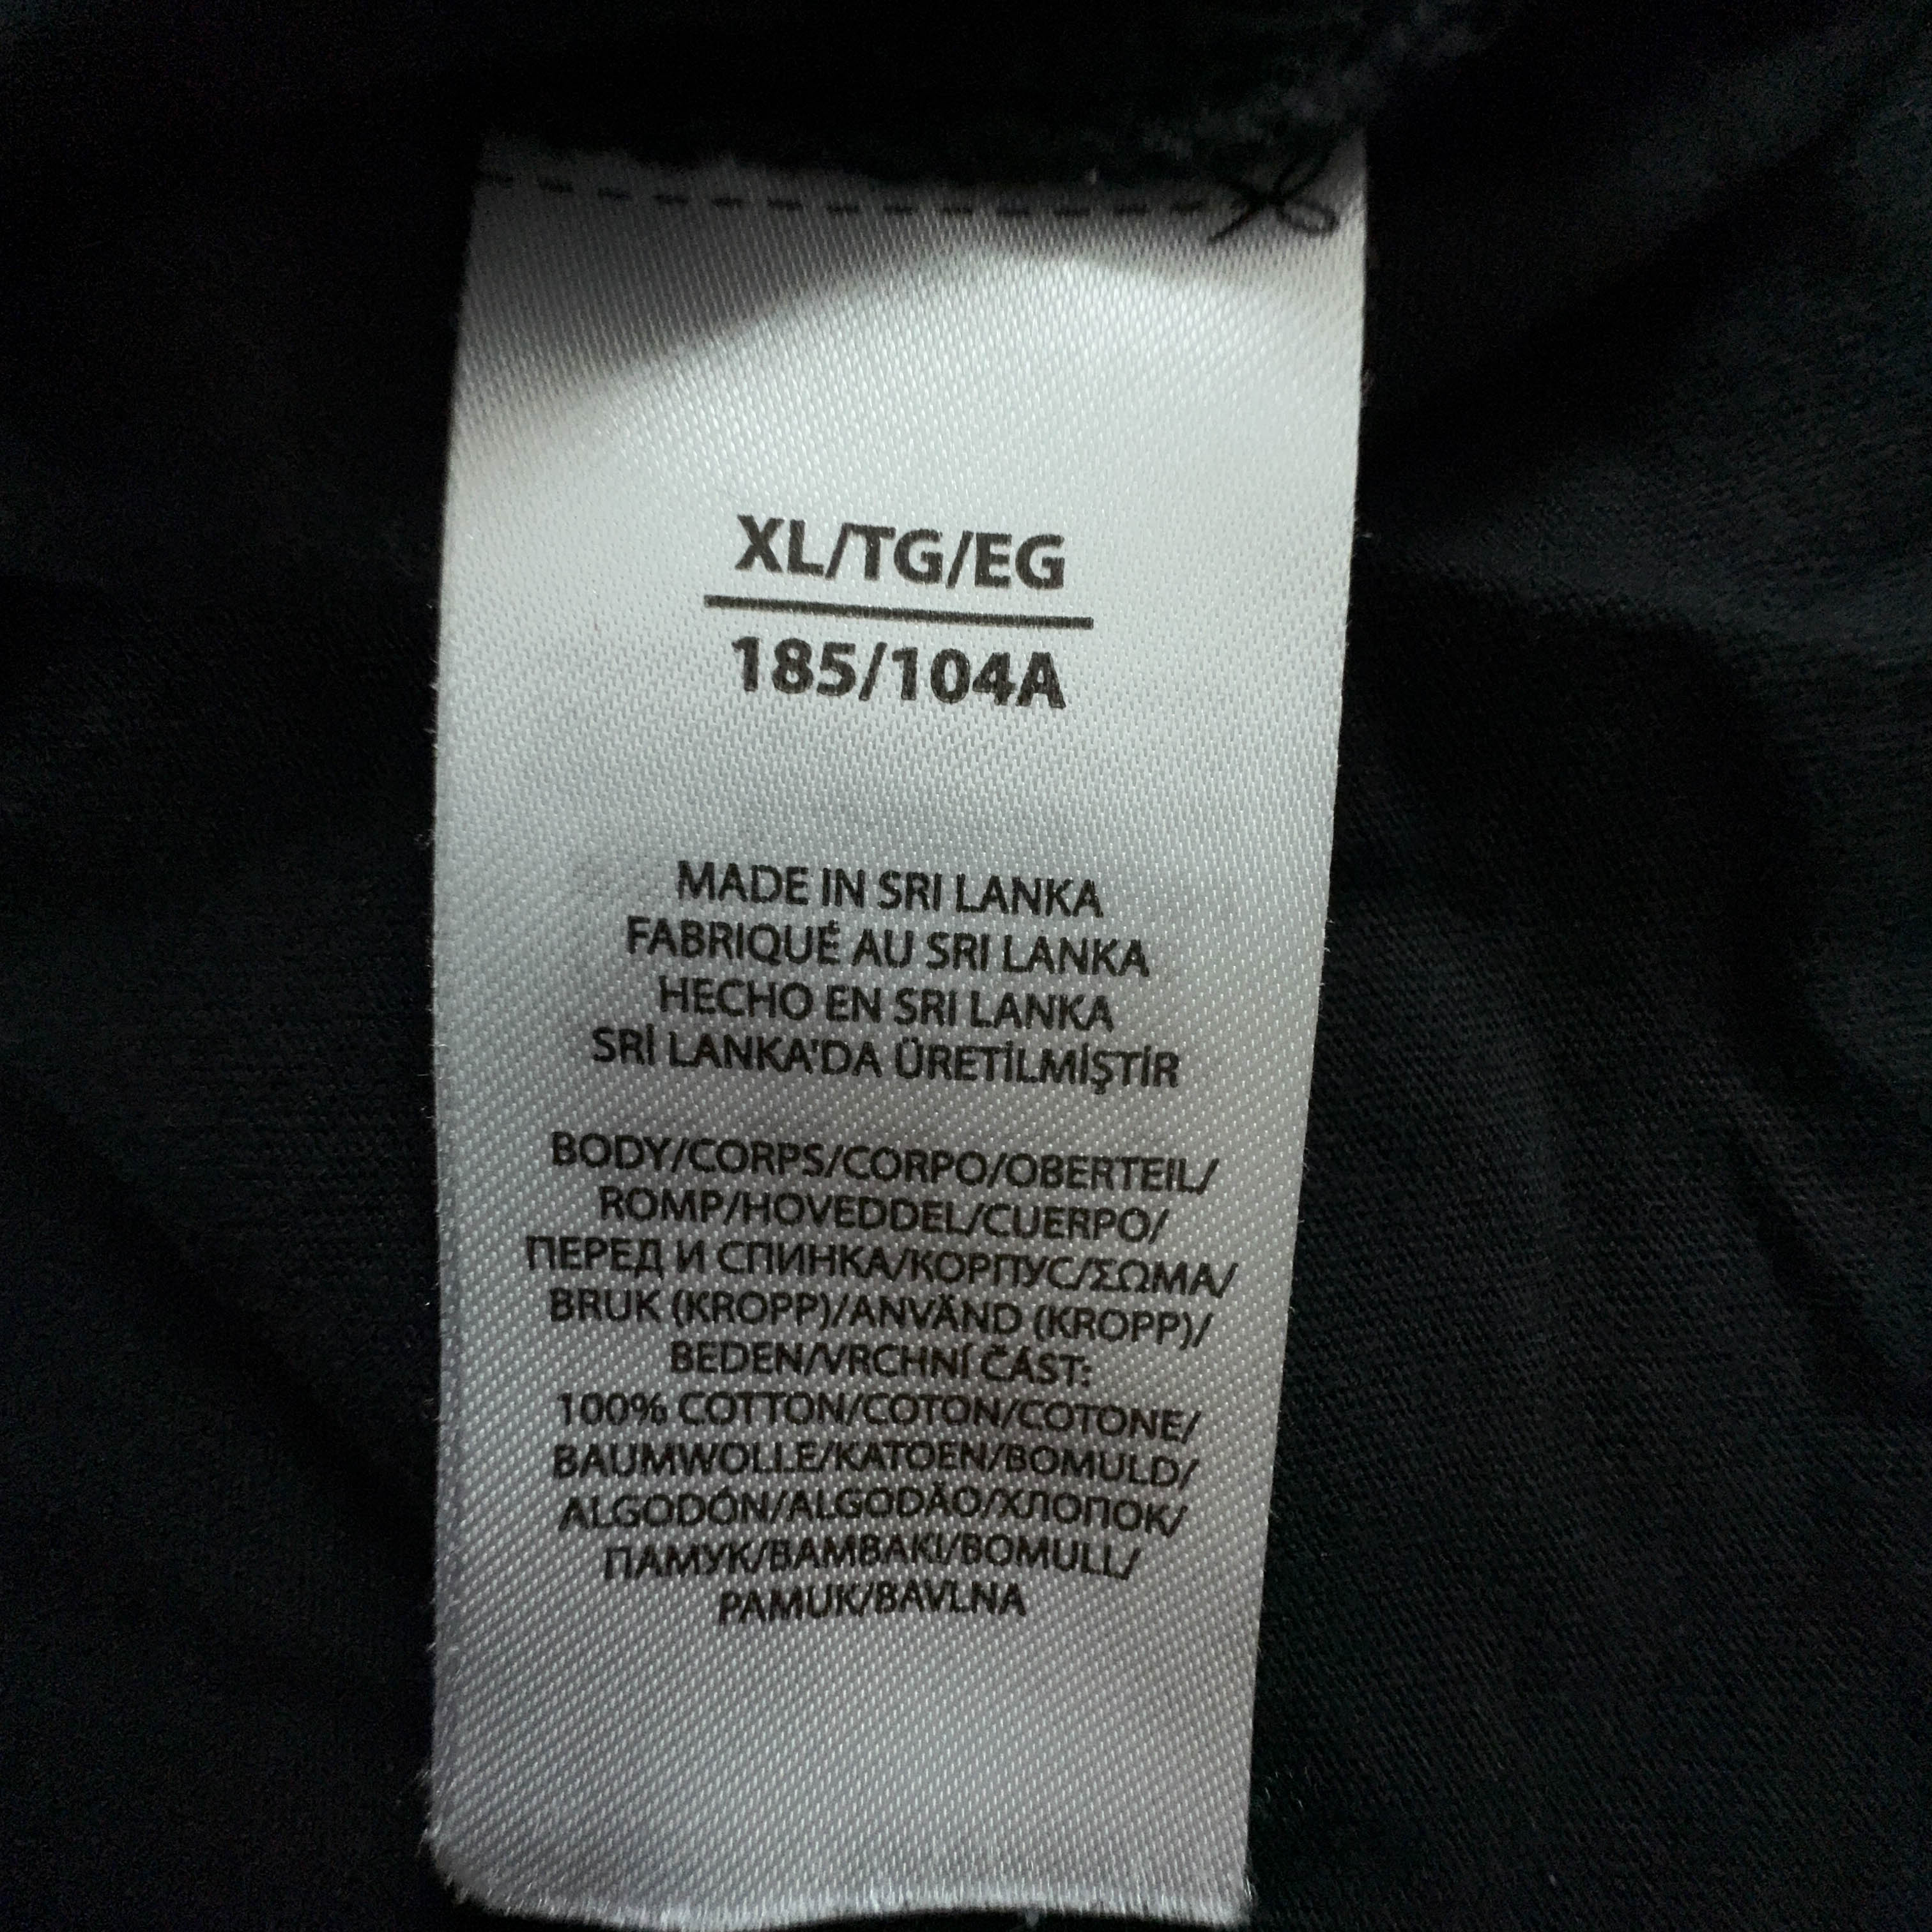 XL/TG/EG
185/104A
MADE IN SRI LANKA
FABRIQUÉ AU SRI LANKA
HECHO EN SRI LANKA
SRİ LANKA'DA ÜRETİLMİŞTİR
BODY/CORPS/CORPO/OBERTEIL/
ROMP/HOVEDDEL/CUERPO/
ПЕРЕД И СПИНКА/КОРПУС/ΣΩΜΑ/
BRUK (KROPP)/ANVÄND (KROPP)/
BEDEN/VRCHNÍ ČÁST:
100% COTTON/COTON/COTONE/
BAUMWOLLE/KATOEN/BOMULD/
ALGODÓN/ALGODÃO/ХЛОПОК/
ПАМУК/ΒΑΜΒΑΚΙ/BOMULL/
PAMUK/BAVLNA